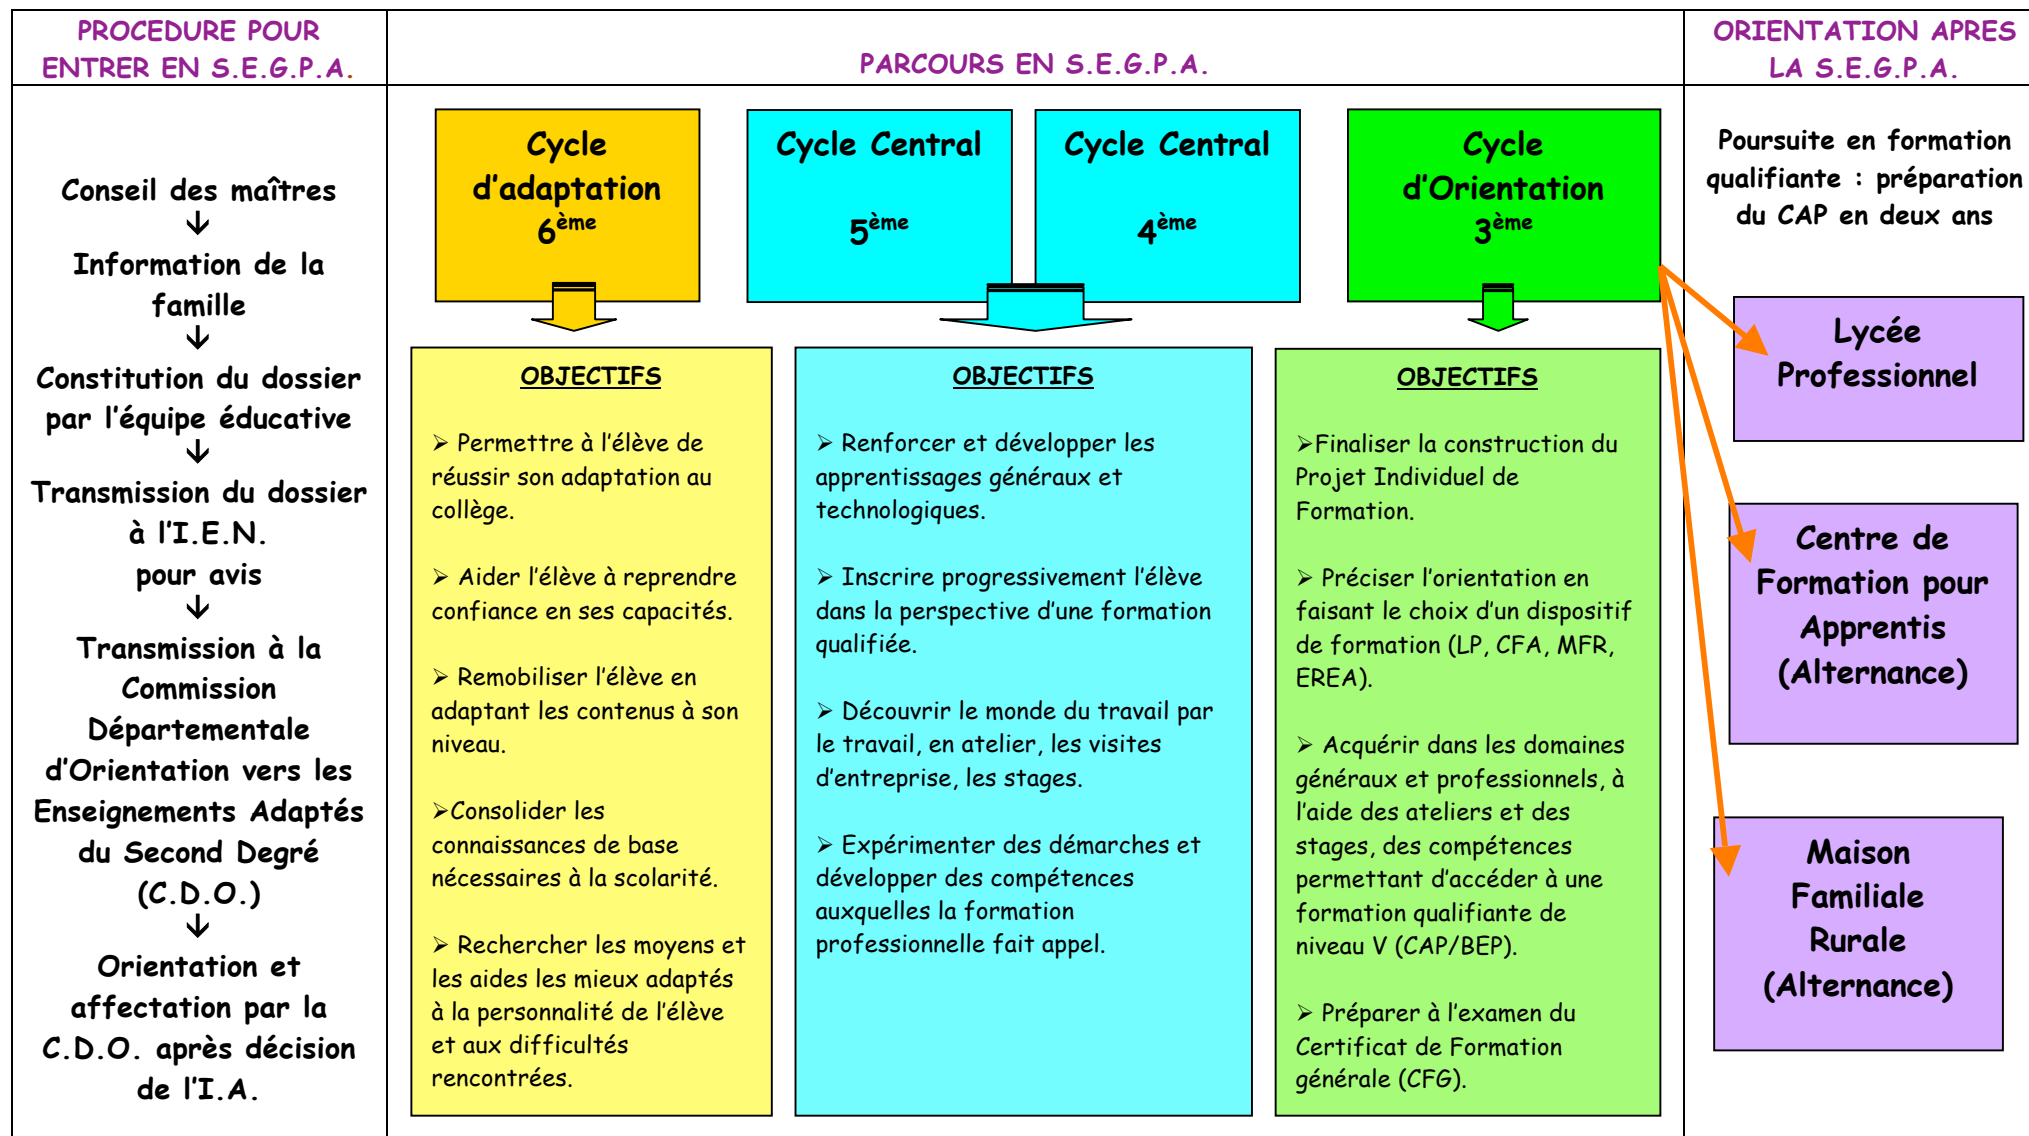 PROCEDURE POUR
ENTRER EN S.E.G.P.A.
PARCOURS EN S.E.G.P.A.
ORIENTATION APRES
LA S.E.G.P.A.
Conseil des maîtres
↓
Information de la
famille
↓
Constitution du dossier
par l'équipe éducative
↓
Transmission du dossier
à l'I.E.N.
pour avis
↓
Transmission à la
Commission
Départementale
d'Orientation vers les
Enseignements Adaptés
du Second Degré
(C.D.O.)
↓
Orientation et
affectation par la
C.D.O. après décision
de l'I.A.
Cycle
d'adaptation
6ème
Cycle Central
5ème
Cycle Central
4ème
Cycle
d'Orientation
3ème
OBJECTIFS
➢ Permettre à l'élève de
réussir son adaptation au
collège.
➢ Aider l'élève à reprendre
confiance en ses capacités.
➢ Remobiliser l'élève en
adaptant les contenus à son
niveau.
➢Consolider les
connaissances de base
nécessaires à la scolarité.
➢ Rechercher les moyens et
les aides les mieux adaptés
à la personnalité de l'élève
et aux difficultés
rencontrées.
OBJECTIFS
➢ Renforcer et développer les
apprentissages généraux et
technologiques.
➢ Inscrire progressivement l'élève
dans la perspective d'une formation
qualifiée.
➢ Découvrir le monde du travail par
le travail, en atelier, les visites
d'entreprise, les stages.
➢ Expérimenter des démarches et
développer des compétences
auxquelles la formation
professionnelle fait appel.
OBJECTIFS
➢Finaliser la construction du
Projet Individuel de
Formation.
➢ Préciser l'orientation en
faisant le choix d'un dispositif
de formation (LP, CFA, MFR,
EREA).
➢ Acquérir dans les domaines
généraux et professionnels, à
l'aide des ateliers et des
stages, des compétences
permettant d'accéder à une
formation qualifiante de
niveau V (CAP/BEP).
➢ Préparer à l'examen du
Certificat de Formation
générale (CFG).
Poursuite en formation
qualifiante : préparation
du CAP en deux ans
Lycée
Professionnel
Centre de
Formation pour
Apprentis
(Alternance)
Maison
Familiale
Rurale
(Alternance)